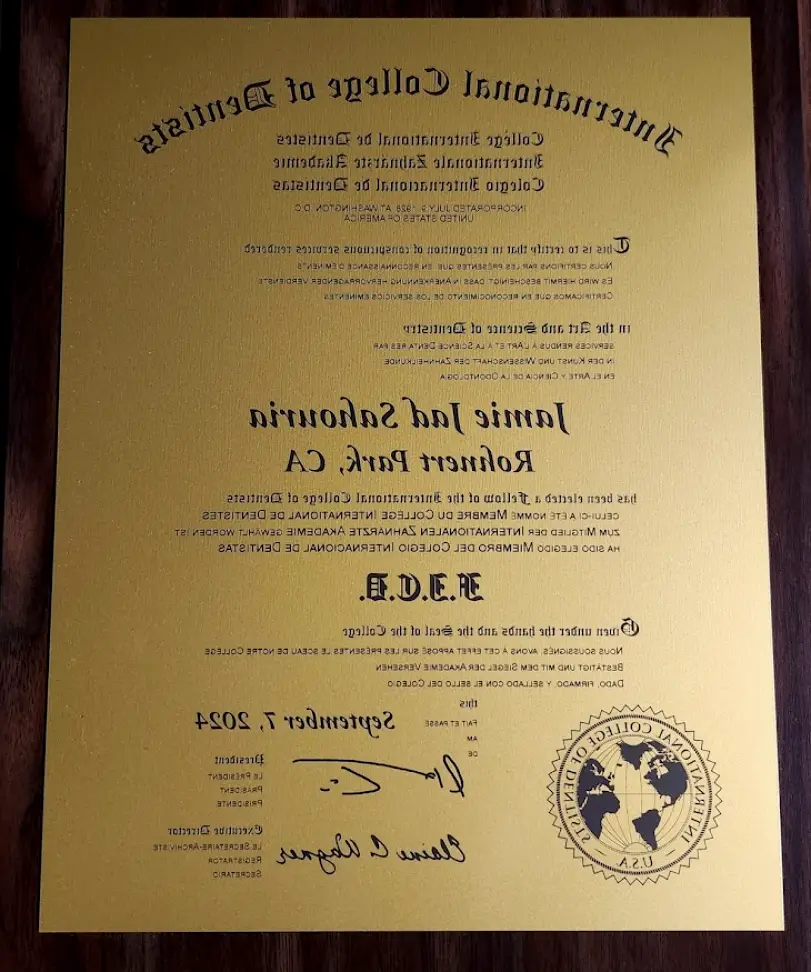 International College of Dentists
Collège International de Dentistes
Internationale Zahnärzte Akademie
Colegio Internacional de Dentistas
INCORPORATED JULY 9, 1928 AT WASHINGTON, D.C.
UNITED STATES OF AMERICA
This is to certify that in recognition of conspicuous services rendered
NOUS CERTIFIONS PAR LES PRÉSENTES QUE, EN RECONNAISSANCE D'ÉMINENTS
ES WIRD HIERMIT BESCHEINIGT, DASS IN ANERKENNUNG HERVORRAGENDER VERDIENSTE
CERTIFICAMOS QUE EN RECONOCIMIENTO DE LOS SERVICIOS EMINENTES
in the Art and Science of Dentistry
SERVICES RENDUS À L'ART ET À LA SCIENCE DENTAIRES PAR
IN DER KUNST UND WISSENSCHAFT DER ZAHNHEILKUNDE
EN EL ARTE Y CIENCIA DE LA ODONTOLOGIA
Jamie Jad Sahouria
Rohnert Park, CA
has been elected a Fellow of the International College of Dentists
CELUI-CI A ÉTÉ NOMMÉ MEMBRE DU COLLEGE INTERNATIONAL DE DENTISTES
ZUM MITGLIED DER INTERNATIONALEN ZAHNÄRZTE AKADEMIE GEWÄHLT WORDEN IST
HA SIDO ELEGIDO MIEMBRO DEL COLEGIO INTERNACIONAL DE DENTISTAS
F.I.C.D.
Given under the hands and the Seal of the College
NOUS SOUSSIGNÉS, AVONS À CET EFFET APPOSÉ SUR LES PRÉSENTES LE SCEAU DE NOTRE COLLEGE
BESTÄTIGT UND MIT DEM SIEGEL DER AKADEMIE VERSEHEN
DADO, FIRMADO, Y SELLADO CON EL SELLO DEL COLEGIO
this
FAIT ET PASSÉ
AM
DE
September 7, 2024
President
LE PRÉSIDENT
PRÄSIDENT
PRESIDENTE
Elaine C Wagner
Executive Director
LE SECRÉTAIRE-ARCHIVISTE
REGISTRATOR
SECRETARIO
INTERNATIONAL COLLEGE OF DENTISTS
U.S.A.